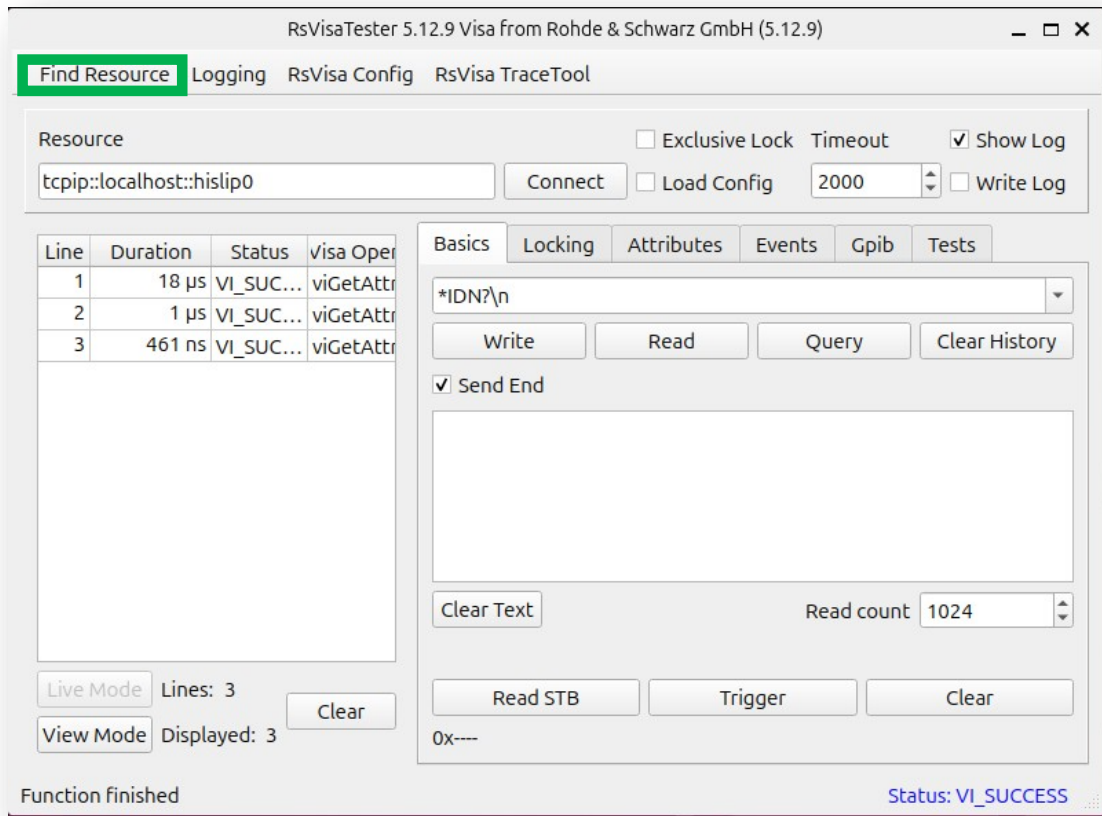 RsVisaTester 5.12.9 Visa from Rohde & Schwarz GmbH (5.12.9)
Find Resource Logging RsVisa Config RsVisa TraceTool
Resource
Exclusive Lock Timeout Show Log
tcpip::localhost::hislip0 Connect Load Config 2000 Write Log
Line Duration Status Visa Oper
1 18 µs VI_SUC... viGetAttr
2 1 µs VI_SUC... viGetAttr
3 461 ns VI_SUC... viGetAttr
Live Mode Lines: 3
Clear
View Mode Displayed: 3
Basics Locking Attributes Events Gpib Tests
*IDN?\n
Write Read Query Clear History
Send End
Clear Text Read count 1024
Read STB Trigger Clear
0x----
Function finished Status: VI_SUCCESS